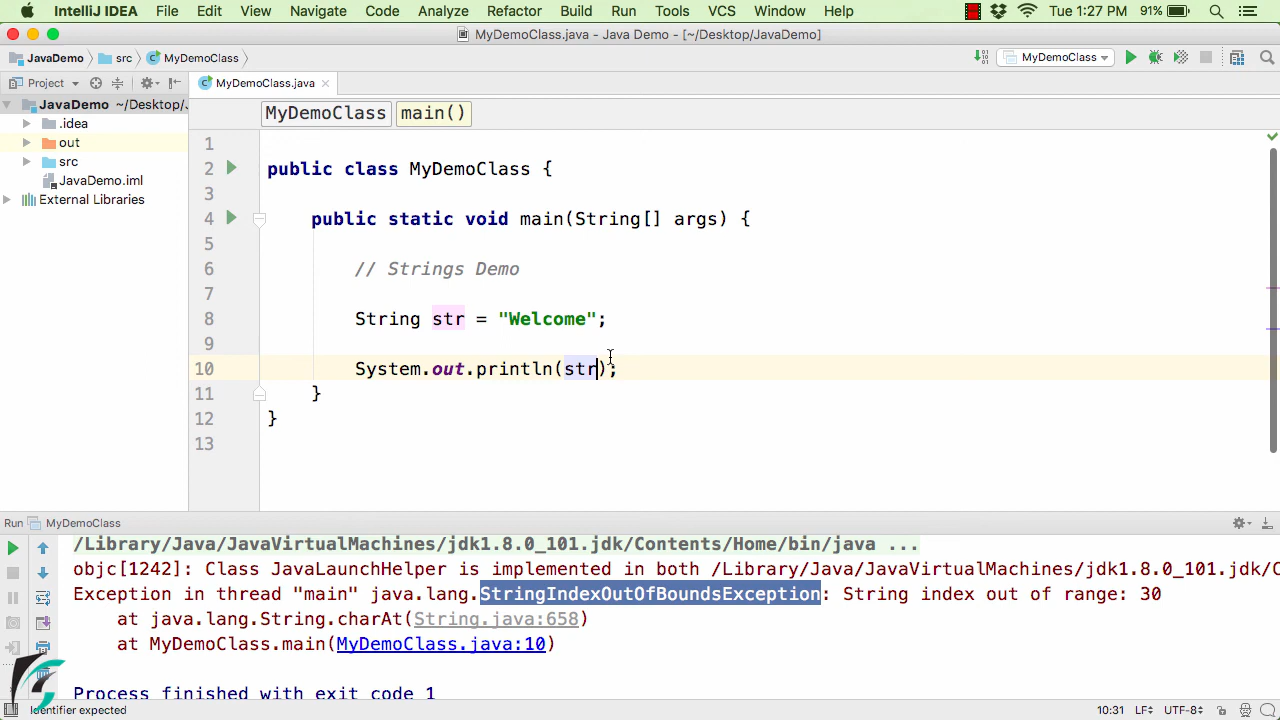 IntelliJ IDEA File Edit View Navigate Code Analyze Refactor Build Run Tools VCS Window Help Tue 1:27 PM 91%
MyDemoClass.java - Java Demo - [~/Desktop/JavaDemo]
JavaDemo src MyDemoClass MyDemoClass
Project MyDemoClass.java
JavaDemo ~/Desktop/J
MyDemoClass main()
.idea
out
src
JavaDemo.iml
External Libraries
1
2 public class MyDemoClass {
3
4 public static void main(String[] args) {
5
6 // Strings Demo
7
8 String str = "Welcome";
9
10 System.out.println(str);
11 }
12 }
13
Run MyDemoClass
/Library/Java/JavaVirtualMachines/jdk1.8.0_101.jdk/Contents/Home/bin/java ...
objc[1242]: Class JavaLaunchHelper is implemented in both /Library/Java/JavaVirtualMachines/jdk1.8.0_101.jdk/C
Exception in thread "main" java.lang.StringIndexOutOfBoundsException: String index out of range: 30
at java.lang.String.charAt(String.java:658)
at MyDemoClass.main(MyDemoClass.java:10)
Process finished with exit code 1
Identifier expected 10:31 LF÷ UTF-8÷